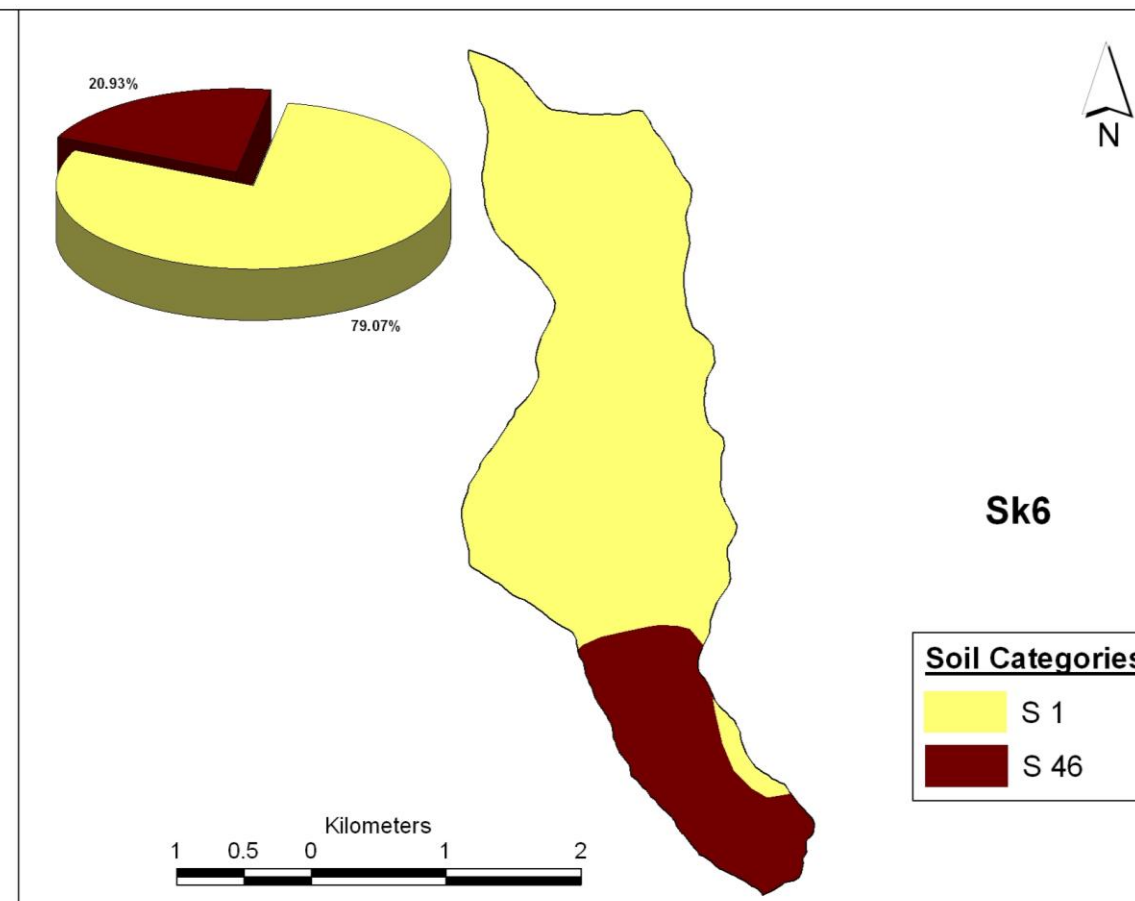 20.93%
79.07%
N
Sk6
Soil Categories
S 1
S 46
Kilometers
1 0.5 0 1 2